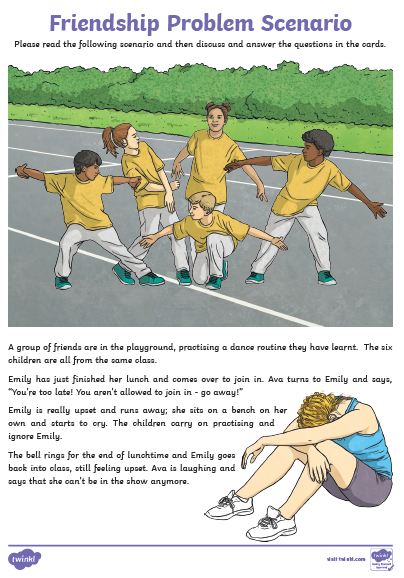 Friendship Problem Scenario
Please read the following scenario and then discuss and answer the questions in the cards.
A group of friends are in the playground, practising a dance routine they have learnt. The six
children are all from the same class.
Emily has just finished her lunch and comes over to join in. Ava turns to Emily and says,
“You’re too late! You aren’t allowed to join in - go away!”
Emily is really upset and runs away; she sits on a bench on her
own and starts to cry. The children carry on practising and
ignore Emily.
The bell rings for the end of lunchtime and Emily goes
back into class, still feeling upset. Ava is laughing and
says that she can’t be in the show anymore.
twinkl
visit twinkl.com
twinkl